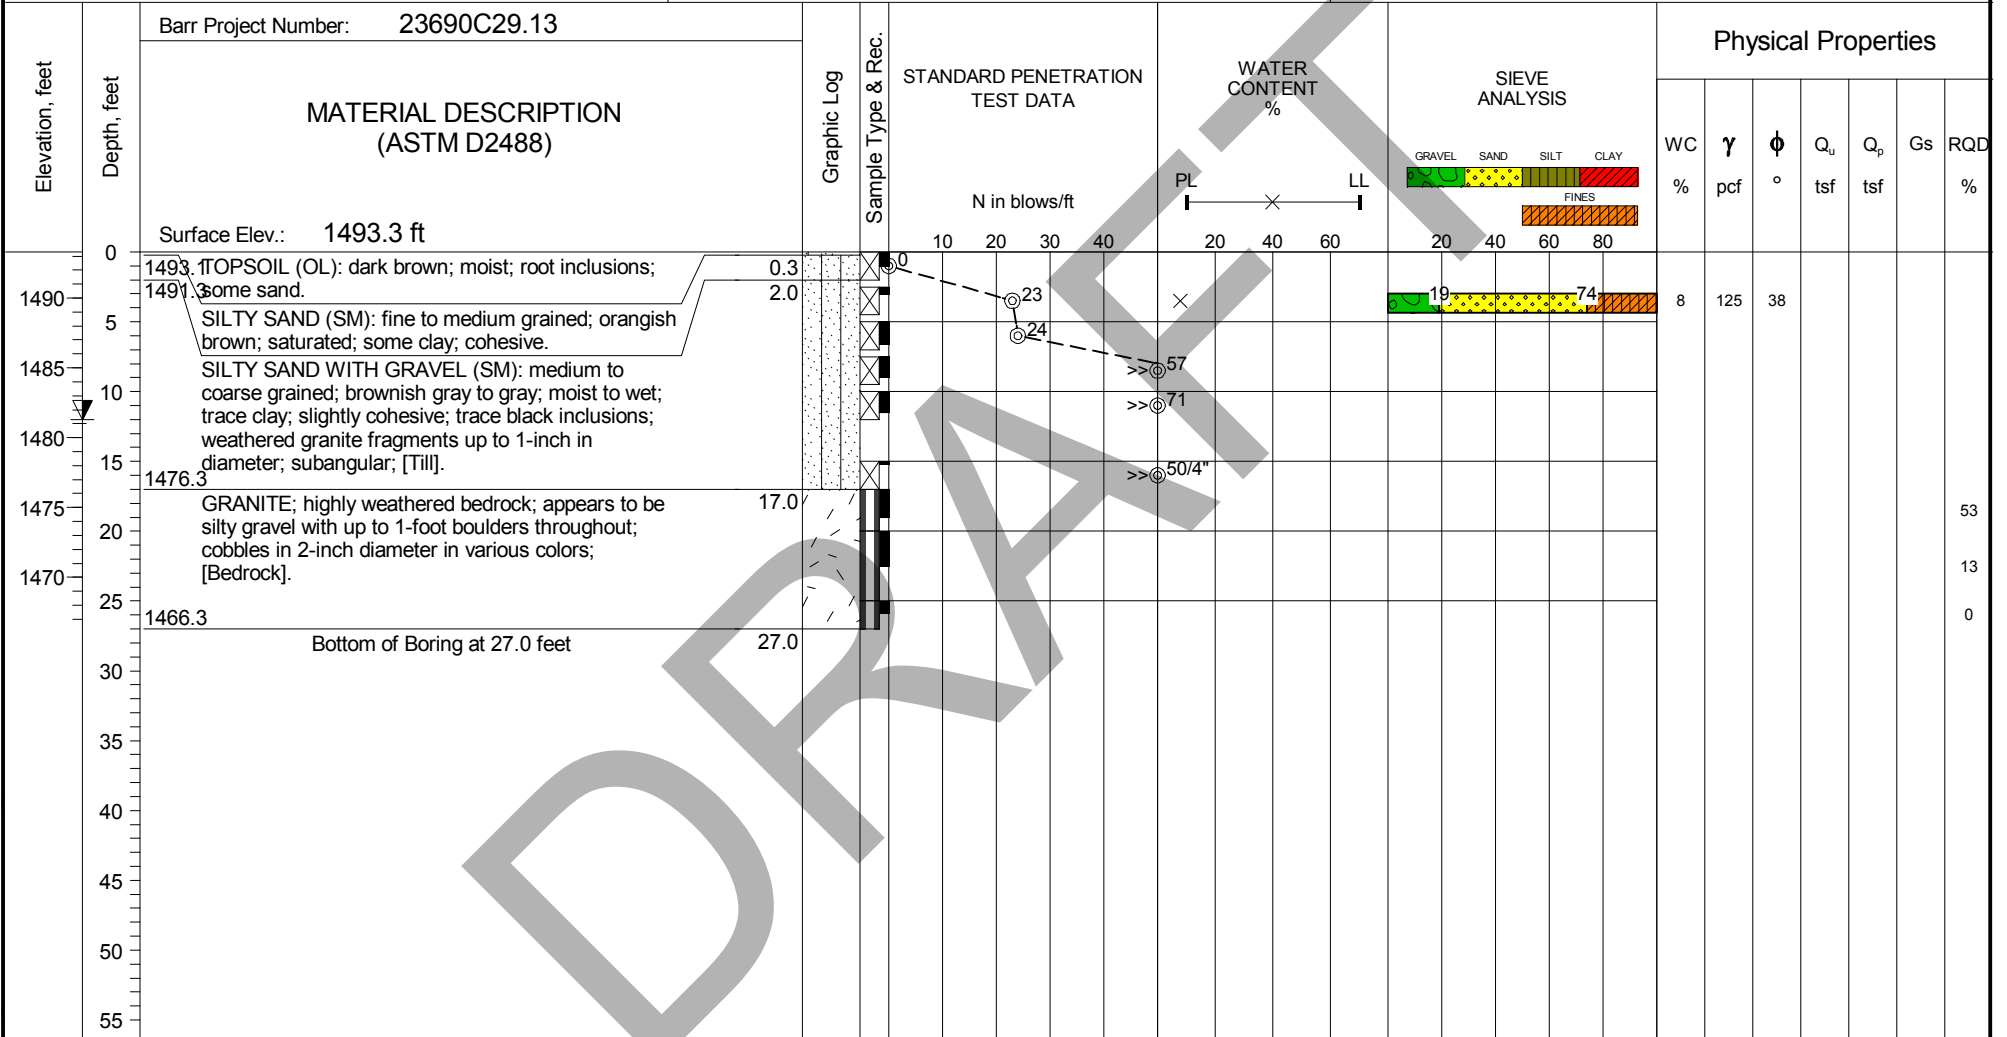 Barr Project Number: 23690C29.13
Elevation, feet
Depth, feet
MATERIAL DESCRIPTION
(ASTM D2488)
Surface Elev.: 1493.3 ft
Graphic Log
Sample Type & Rec.
STANDARD PENETRATION
TEST DATA
N in blows/ft
10 20 30 40
WATER
CONTENT
%
PL LL
20 40 60
SIEVE
ANALYSIS
GRAVEL SAND SILT CLAY
FINES
20 40 60 80
Physical Properties
WC γ ϕ Qu Qp Gs RQD
% pcf ° tsf tsf %
0
1493.1 TOPSOIL (OL): dark brown; moist; root inclusions; 0.3
1491.3 some sand. 2.0
SILTY SAND (SM): fine to medium grained; orangish
brown; saturated; some clay; cohesive.
SILTY SAND WITH GRAVEL (SM): medium to
coarse grained; brownish gray to gray; moist to wet;
trace clay; slightly cohesive; trace black inclusions;
weathered granite fragments up to 1-inch in
diameter; subangular; [Till].
1476.3
GRANITE; highly weathered bedrock; appears to be 17.0
silty gravel with up to 1-foot boulders throughout;
cobbles in 2-inch diameter in various colors;
[Bedrock].
1466.3
Bottom of Boring at 27.0 feet 27.0
1490
1485
1480
1475
1470
5
10
15
20
25
30
35
40
45
50
55
0
23
24
>> 57
>> 71
>> 50/4"
19 74
8 125 38
53
13
0
DRAFT